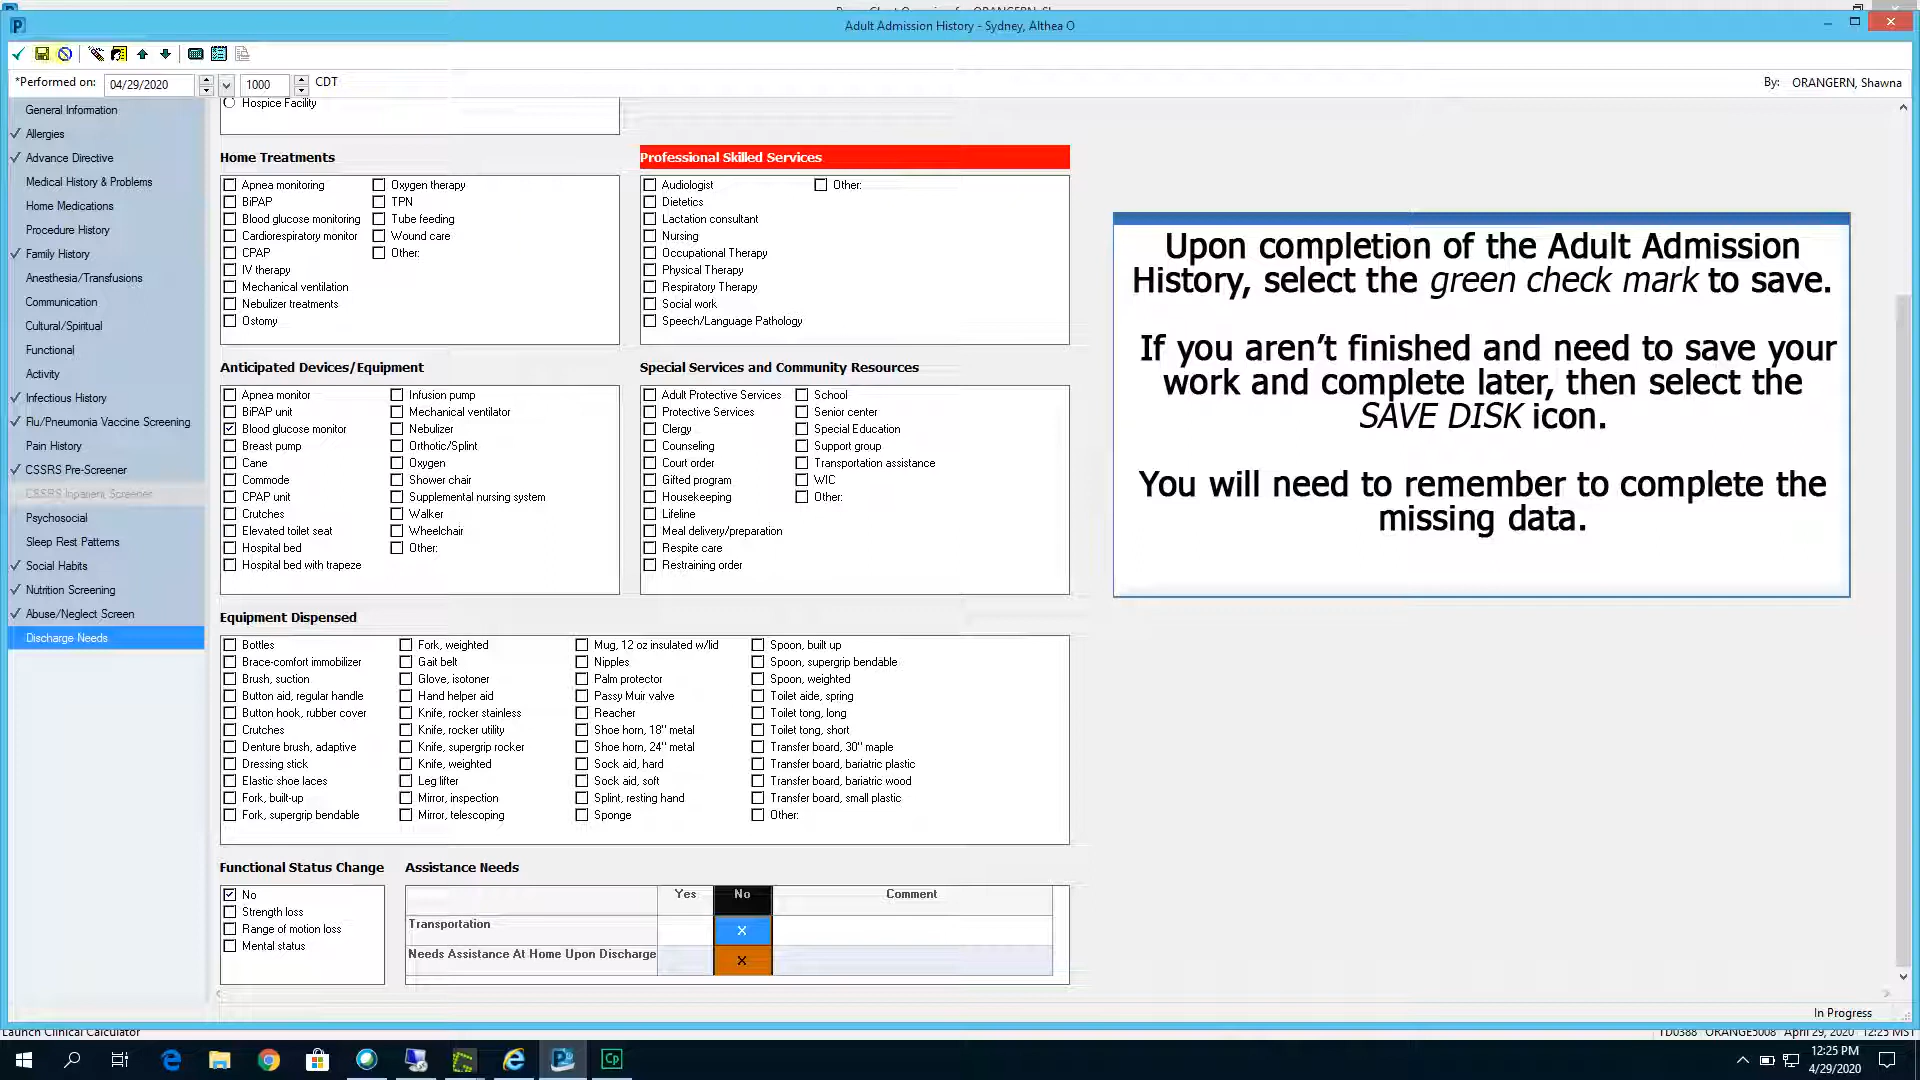 Adult Admission History - Sydney, Althea O
*Performed on: 04/29/2020 1000 CDT By: ORANGERN, Shawna
General Information
Allergies
Advance Directive
Medical History & Problems
Home Medications
Procedure History
Family History
Anesthesia/Transfusions
Communication
Cultural/Spiritual
Functional
Activity
Infectious History
Flu/Pneumonia Vaccine Screening
Pain History
CSSRS Pre-Screener
CSSRS Inpatient Screener
Psychosocial
Sleep Rest Patterns
Social Habits
Nutrition Screening
Abuse/Neglect Screen
Discharge Needs
Hospice Facility
Home Treatments
Apnea monitoring
BiPAP
Blood glucose monitoring
Cardiorespiratory monitor
CPAP
IV therapy
Mechanical ventilation
Nebulizer treatments
Ostomy
Oxygen therapy
TPN
Tube feeding
Wound care
Other:
Professional Skilled Services
Audiologist
Dietetics
Lactation consultant
Nursing
Occupational Therapy
Physical Therapy
Respiratory Therapy
Social work
Speech/Language Pathology
Other:
Anticipated Devices/Equipment
Apnea monitor
BiPAP unit
Blood glucose monitor
Breast pump
Cane
Commode
CPAP unit
Crutches
Elevated toilet seat
Hospital bed
Hospital bed with trapeze
Infusion pump
Mechanical ventilator
Nebulizer
Orthotic/Splint
Oxygen
Shower chair
Supplemental nursing system
Walker
Wheelchair
Other:
Special Services and Community Resources
Adult Protective Services
Protective Services
Clergy
Counseling
Court order
Gifted program
Housekeeping
Lifeline
Meal delivery/preparation
Respite care
Restraining order
School
Senior center
Special Education
Support group
Transportation assistance
WIC
Other:
Equipment Dispensed
Bottles
Brace-comfort immobilizer
Brush, suction
Button aid, regular handle
Button hook, rubber cover
Crutches
Denture brush, adaptive
Dressing stick
Elastic shoe laces
Fork, built-up
Fork, supergrip bendable
Fork, weighted
Gait belt
Glove, isotoner
Hand helper aid
Knife, rocker stainless
Knife, rocker utility
Knife, supergrip rocker
Knife, weighted
Leg lifter
Mirror, inspection
Mirror, telescoping
Mug, 12 oz insulated w/lid
Nipples
Palm protector
Passy Muir valve
Reacher
Shoe horn, 18" metal
Shoe horn, 24" metal
Sock aid, hard
Sock aid, soft
Splint, resting hand
Sponge
Spoon, built up
Spoon, supergrip bendable
Spoon, weighted
Toilet aide, spring
Toilet tong, long
Toilet tong, short
Transfer board, 30" maple
Transfer board, bariatric plastic
Transfer board, bariatric wood
Transfer board, small plastic
Other:
Functional Status Change
No
Strength loss
Range of motion loss
Mental status
Assistance Needs
Yes No Comment
Transportation X
Needs Assistance At Home Upon Discharge X
Upon completion of the Adult Admission
History, select the green check mark to save.
If you aren't finished and need to save your
work and complete later, then select the
SAVE DISK icon.
You will need to remember to complete the
missing data.
In Progress
Launch Clinical Calculator
TD0388 ORANGE5008 April 29, 2020 12:25 MST
Cp
12:25 PM
4/29/2020